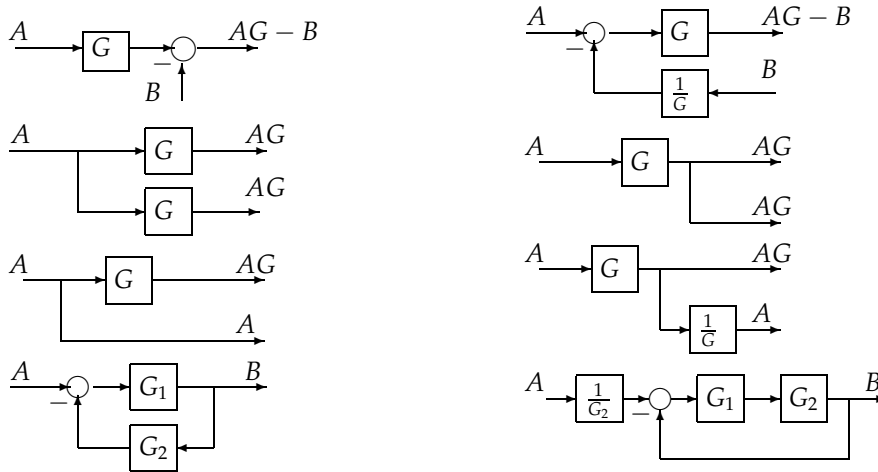 A G − AG − B
B
A − G AG − B
1/G B
A G AG
G AG
A G AG
AG
A G AG
A
A G AG
1/G A
A − G₁ B
G₂
A 1/G₂ − G₁ G₂ B